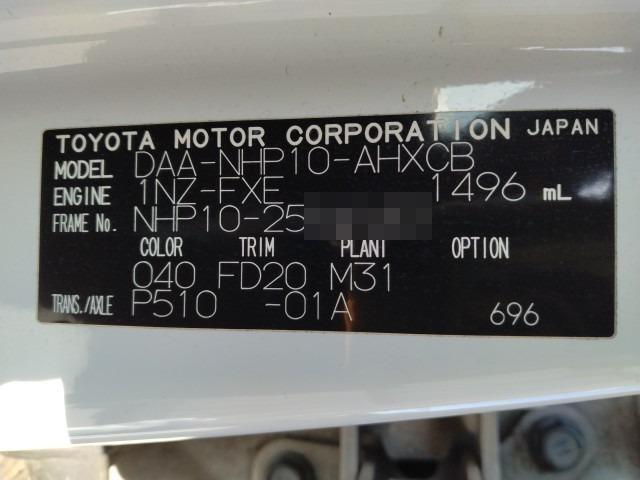 TOYOTA MOTOR CORPORATION JAPAN
MODEL DAA-NHP10-AHXCB
ENGINE 1NZ-FXE 1496 mL
FRAME No. NHP10-25
COLOR TRIM PLANT OPTION
040 FD20 M31
TRANS./AXLE P510 -01A 696